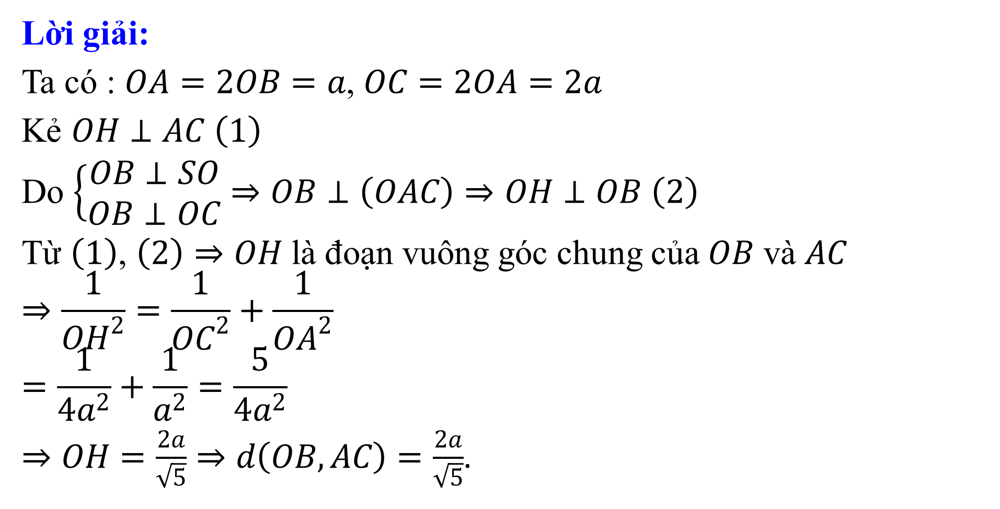 Lời giải:
Ta có : $OA = 2OB = a, OC = 2OA = 2a$
Kẻ $OH \perp AC$ (1)
Do $\begin{cases} OB \perp SO \\ OB \perp OC \end{cases} \Rightarrow OB \perp (OAC) \Rightarrow OH \perp OB$ (2)
Từ (1), (2) $\Rightarrow OH$ là đoạn vuông góc chung của $OB$ và $AC$
$\Rightarrow \frac{1}{OH^2} = \frac{1}{OC^2} + \frac{1}{OA^2}$
$= \frac{1}{4a^2} + \frac{1}{a^2} = \frac{5}{4a^2}$
$\Rightarrow OH = \frac{2a}{\sqrt{5}} \Rightarrow d(OB, AC) = \frac{2a}{\sqrt{5}}.$